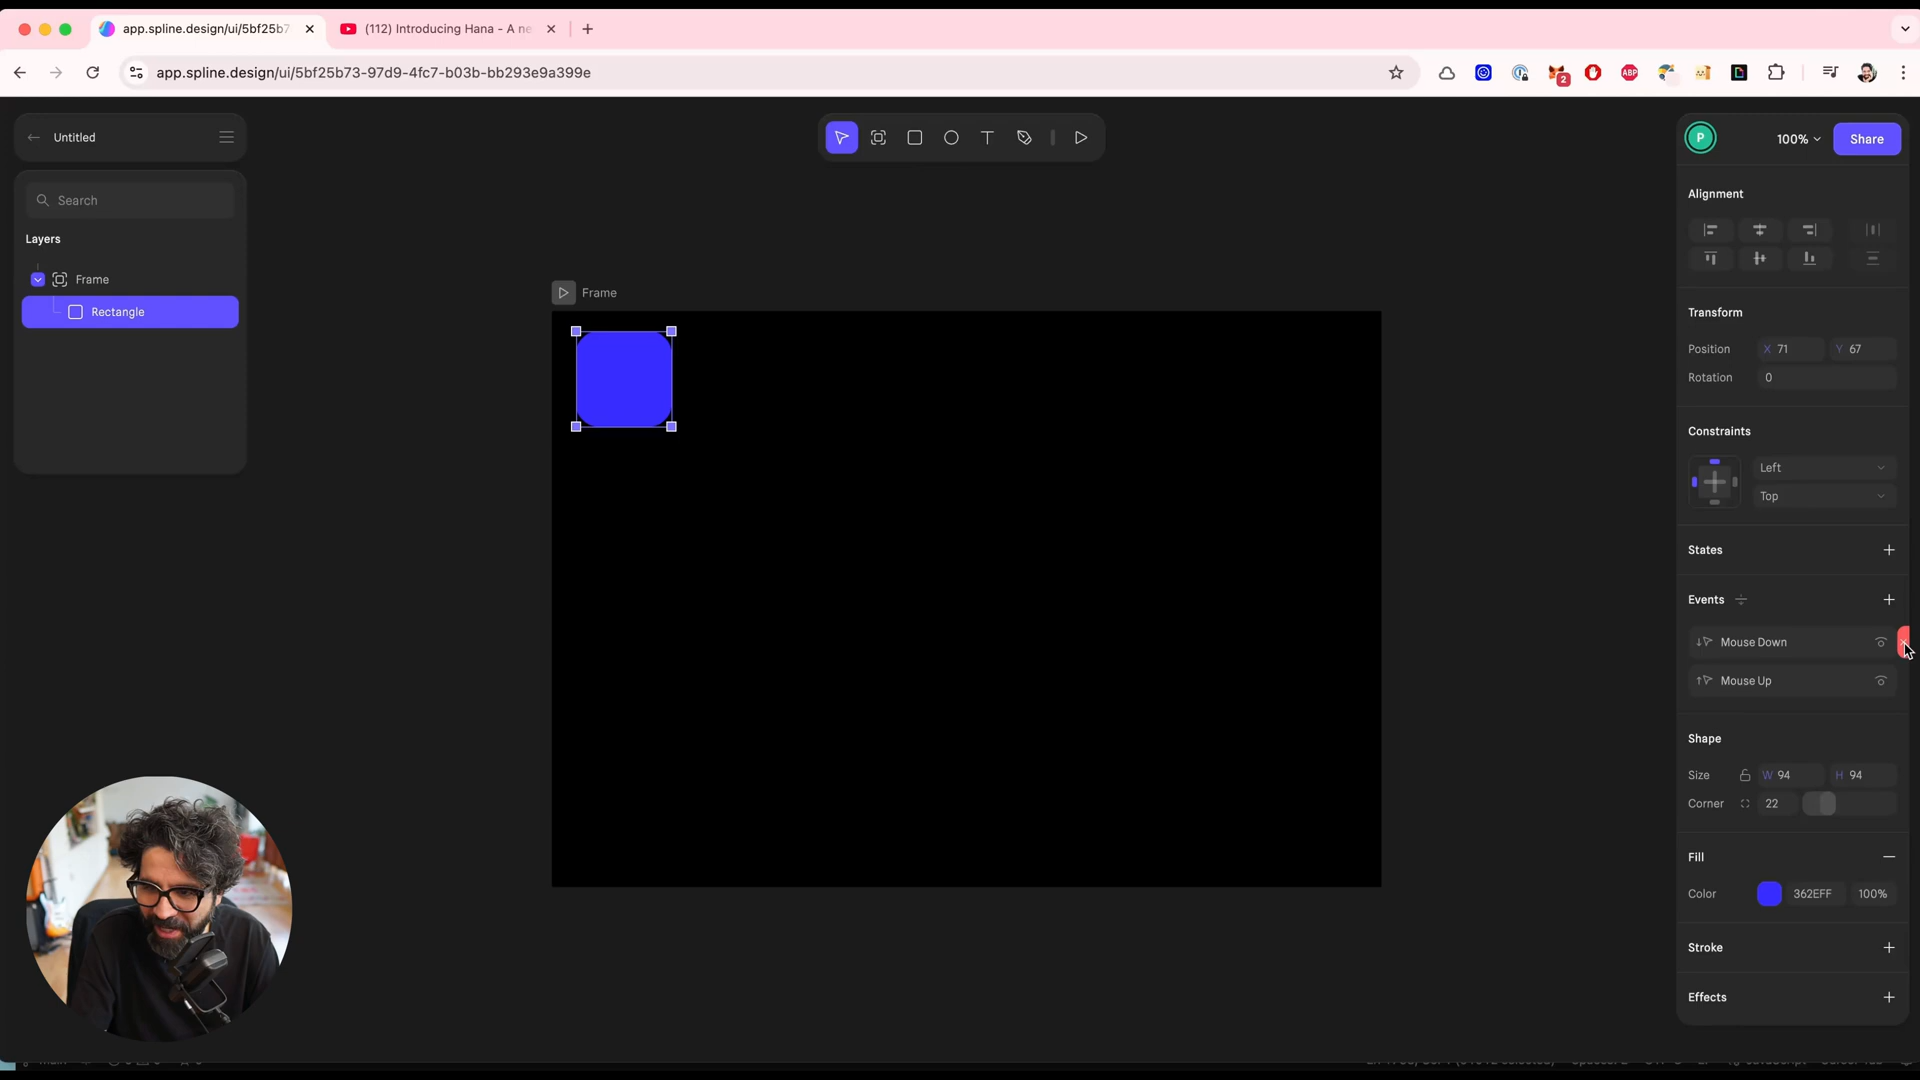 app.spline.design/ui/5bf25b7
(112) Introducing Hana - A ne
app.spline.design/ui/5bf25b73-97d9-4fc7-b03b-bb293e9a399e
2
ABP
Untitled
P
100%
Share
Search
Layers
Frame
Rectangle
Frame
Alignment
Transform
Position X 71 Y 67
Rotation 0
Constraints
Left
Top
States
Events
Mouse Down
Mouse Up
Shape
Size W 94 H 94
Corner 22
Fill
Color 362EFF 100%
Stroke
Effects